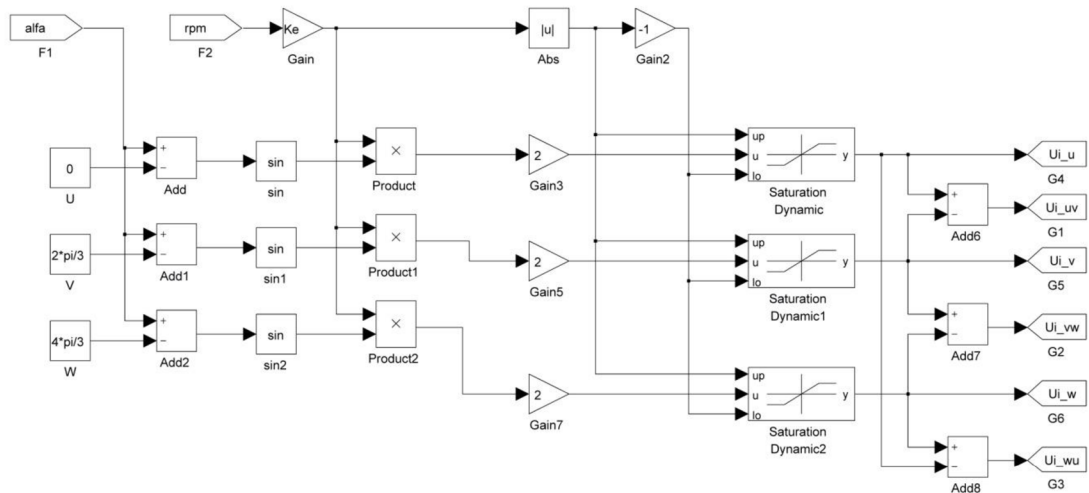 alfa
F1
rpm
F2
Ke
Gain
|u|
Abs
-1
Gain2
0
U
+
−
Add
sin
sin
×
Product
2
Gain3
up
u
lo
y
Saturation
Dynamic
Ui_u
G4
+
−
Add6
Ui_uv
G1
2*pi/3
V
+
−
Add1
sin
sin1
×
Product1
2
Gain5
up
u
lo
y
Saturation
Dynamic1
Ui_v
G5
+
−
Add7
Ui_vw
G2
4*pi/3
W
+
−
Add2
sin
sin2
×
Product2
2
Gain7
up
u
lo
y
Saturation
Dynamic2
Ui_w
G6
+
−
Add8
Ui_wu
G3